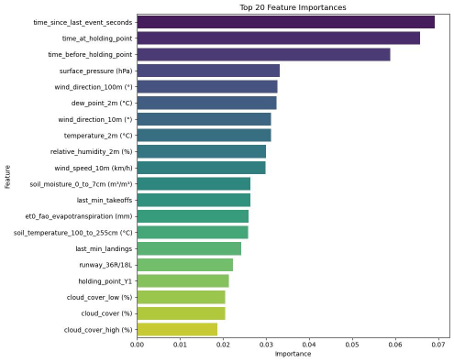 Top 20 Feature Importances
time_since_last_event_seconds
time_at_holding_point
time_before_holding_point
surface_pressure (hPa)
wind_direction_100m (°)
dew_point_2m (°C)
wind_direction_10m (°)
temperature_2m (°C)
relative_humidity_2m (%)
wind_speed_10m (km/h)
soil_moisture_0_to_7cm (m³/m³)
last_min_takeoffs
et0_fao_evapotranspiration (mm)
soil_temperature_100_to_255cm (°C)
last_min_landings
runway_36R/18L
holding_point_Y1
cloud_cover_low (%)
cloud_cover (%)
cloud_cover_high (%)
Feature
0.00 0.01 0.02 0.03 0.04 0.05 0.06 0.07
Importance